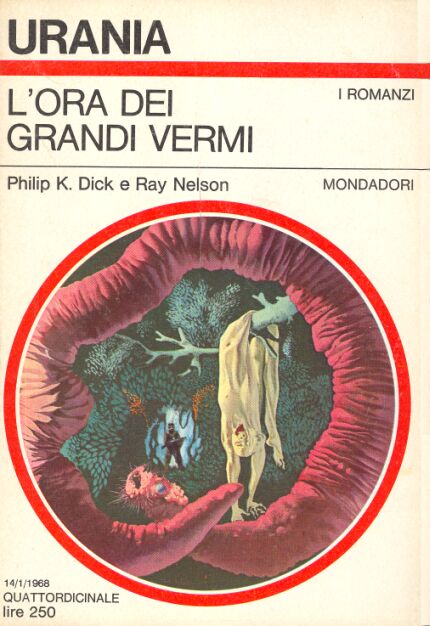 URANIA
L'ORA DEI
GRANDI VERMI
I ROMANZI
Philip K. Dick e Ray Nelson
MONDADORI
14/1/1968
QUATTORDICINALE
lire 250